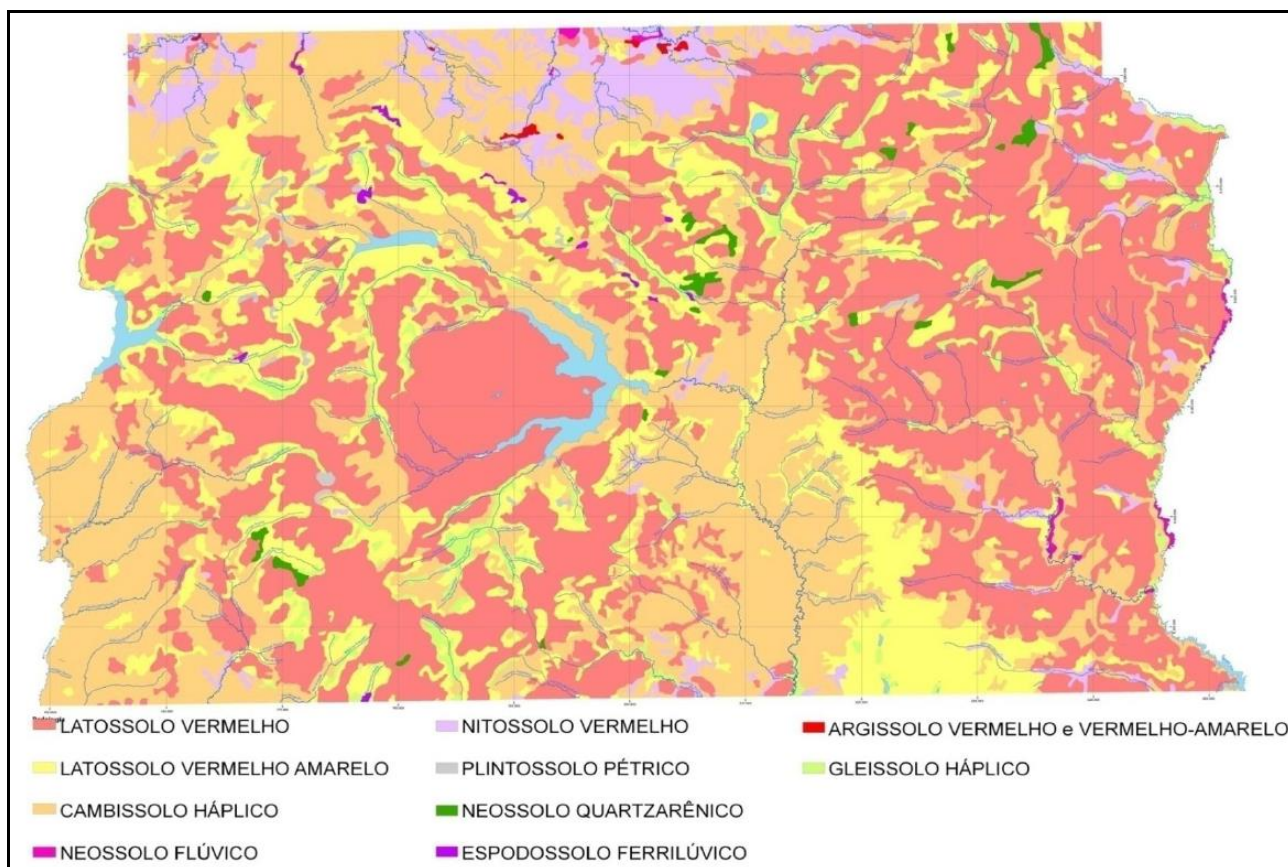 LATOSSOLO VERMELHO
NITOSSOLO VERMELHO
ARGISSOLO VERMELHO e VERMELHO-AMARELO
LATOSSOLO VERMELHO AMARELO
PLINTOSSOLO PÉTRICO
GLEISSOLO HÁPLICO
CAMBISSOLO HÁPLICO
NEOSSOLO QUARTZARÊNICO
NEOSSOLO FLÚVICO
ESPODOSSOLO FERRILÚVICO